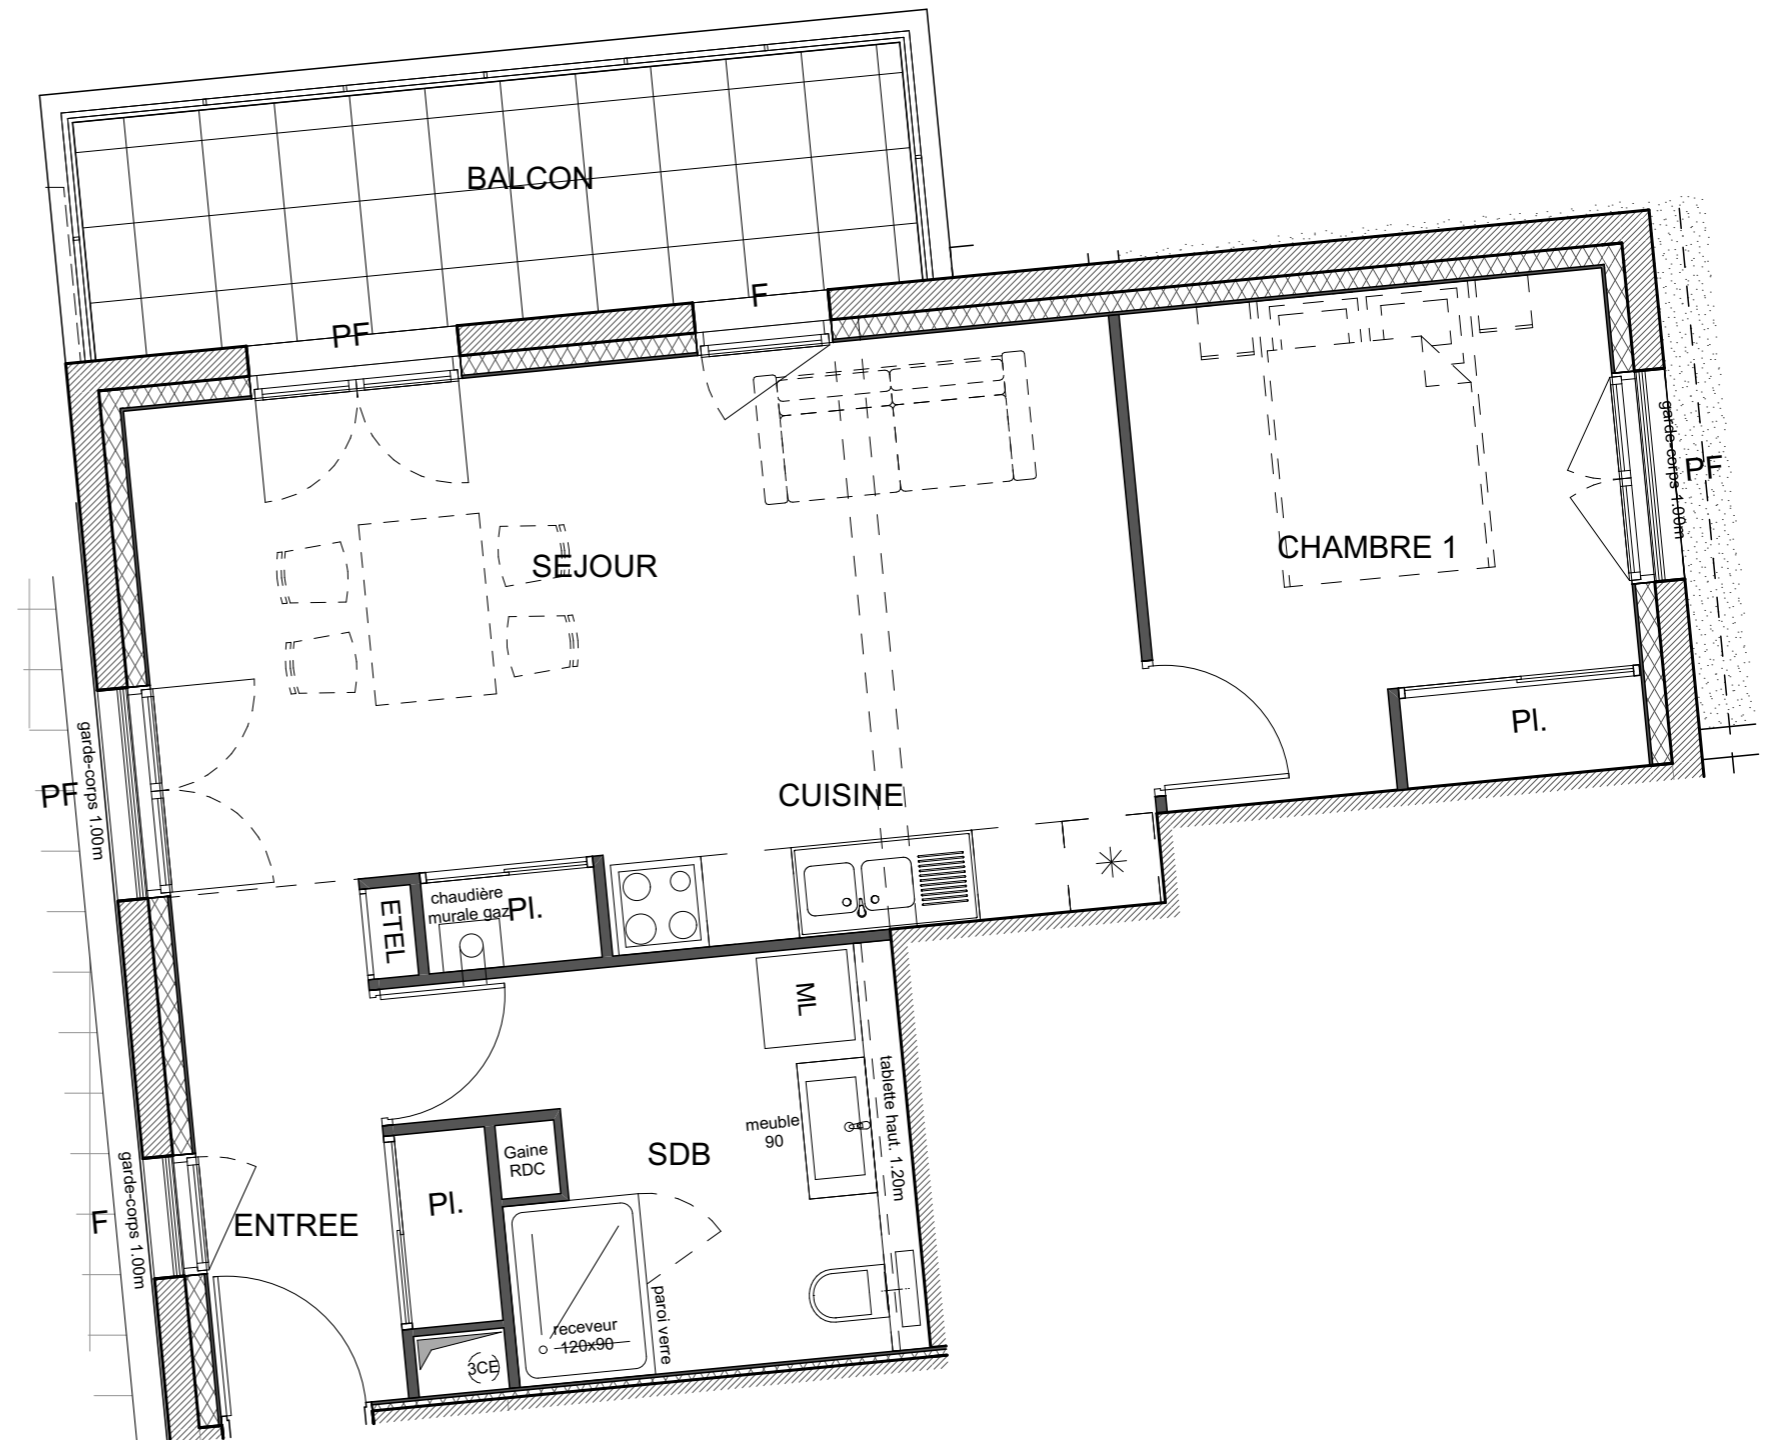 BALCON
F
PF
garde-corps 1.00m
PF
CHAMBRE 1
SEJOUR
Pl.
CUISINE
PF
garde-corps 1.00m
chaudière
murale gaz
Pl.
ETEL
ML
tablette haut. 1.20m
meuble
90
SDB
Gaine
RDC
Pl.
F
garde-corps 1.00m
ENTREE
paroi verre
receveur
120x90
3CE